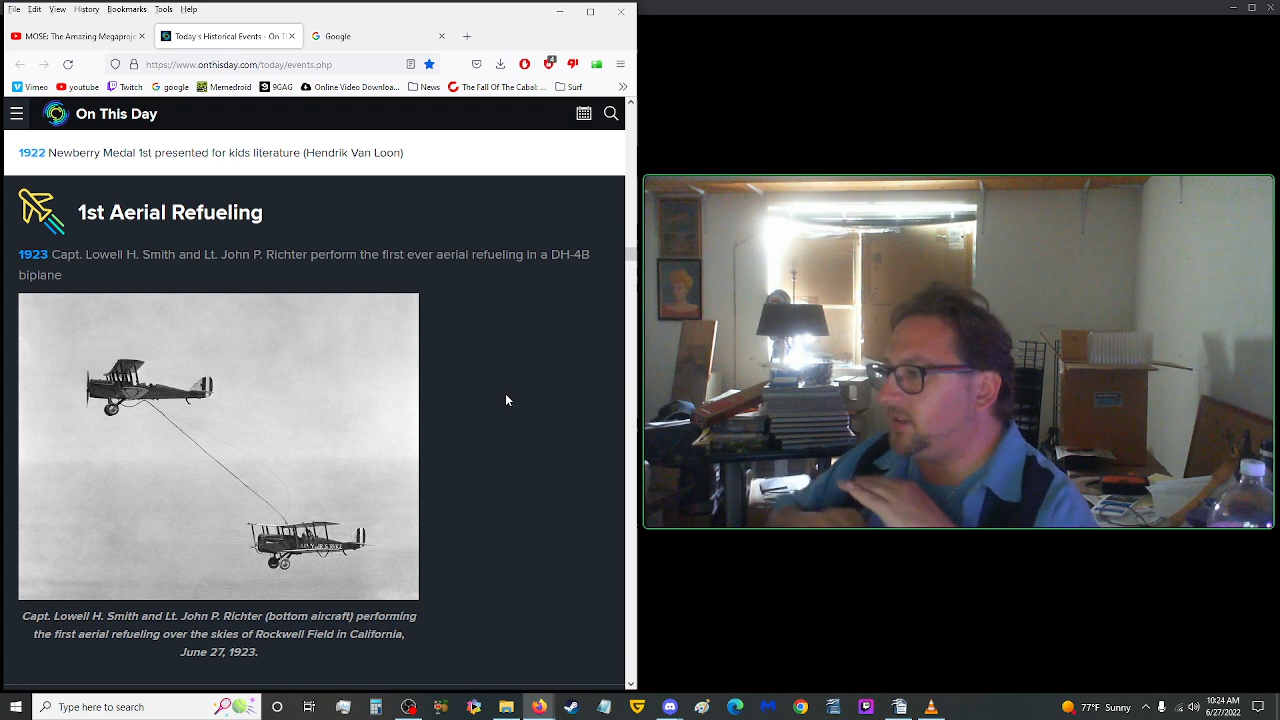 File Edit View History Bookmarks Tools Help
MOSE: The Amazing Megaproje
Today's Historical Events - On Th
Google
https://www.onthisday.com/today/events.php
4
Vimeo youtube Twitch google Memedroid 9GAG Online Video Downloa... News The Fall Of The Cabal:... Surf
On This Day
1922 Newberry Medal 1st presented for kids literature (Hendrik Van Loon)
1st Aerial Refueling
1923 Capt. Lowell H. Smith and Lt. John P. Richter perform the first ever aerial refueling in a DH-4B
biplane
Capt. Lowell H. Smith and Lt. John P. Richter (bottom aircraft) performing
the first aerial refueling over the skies of Rockwell Field in California,
June 27, 1923.
Type here to search
77°F Sunny
10:24 AM
6/27/2022